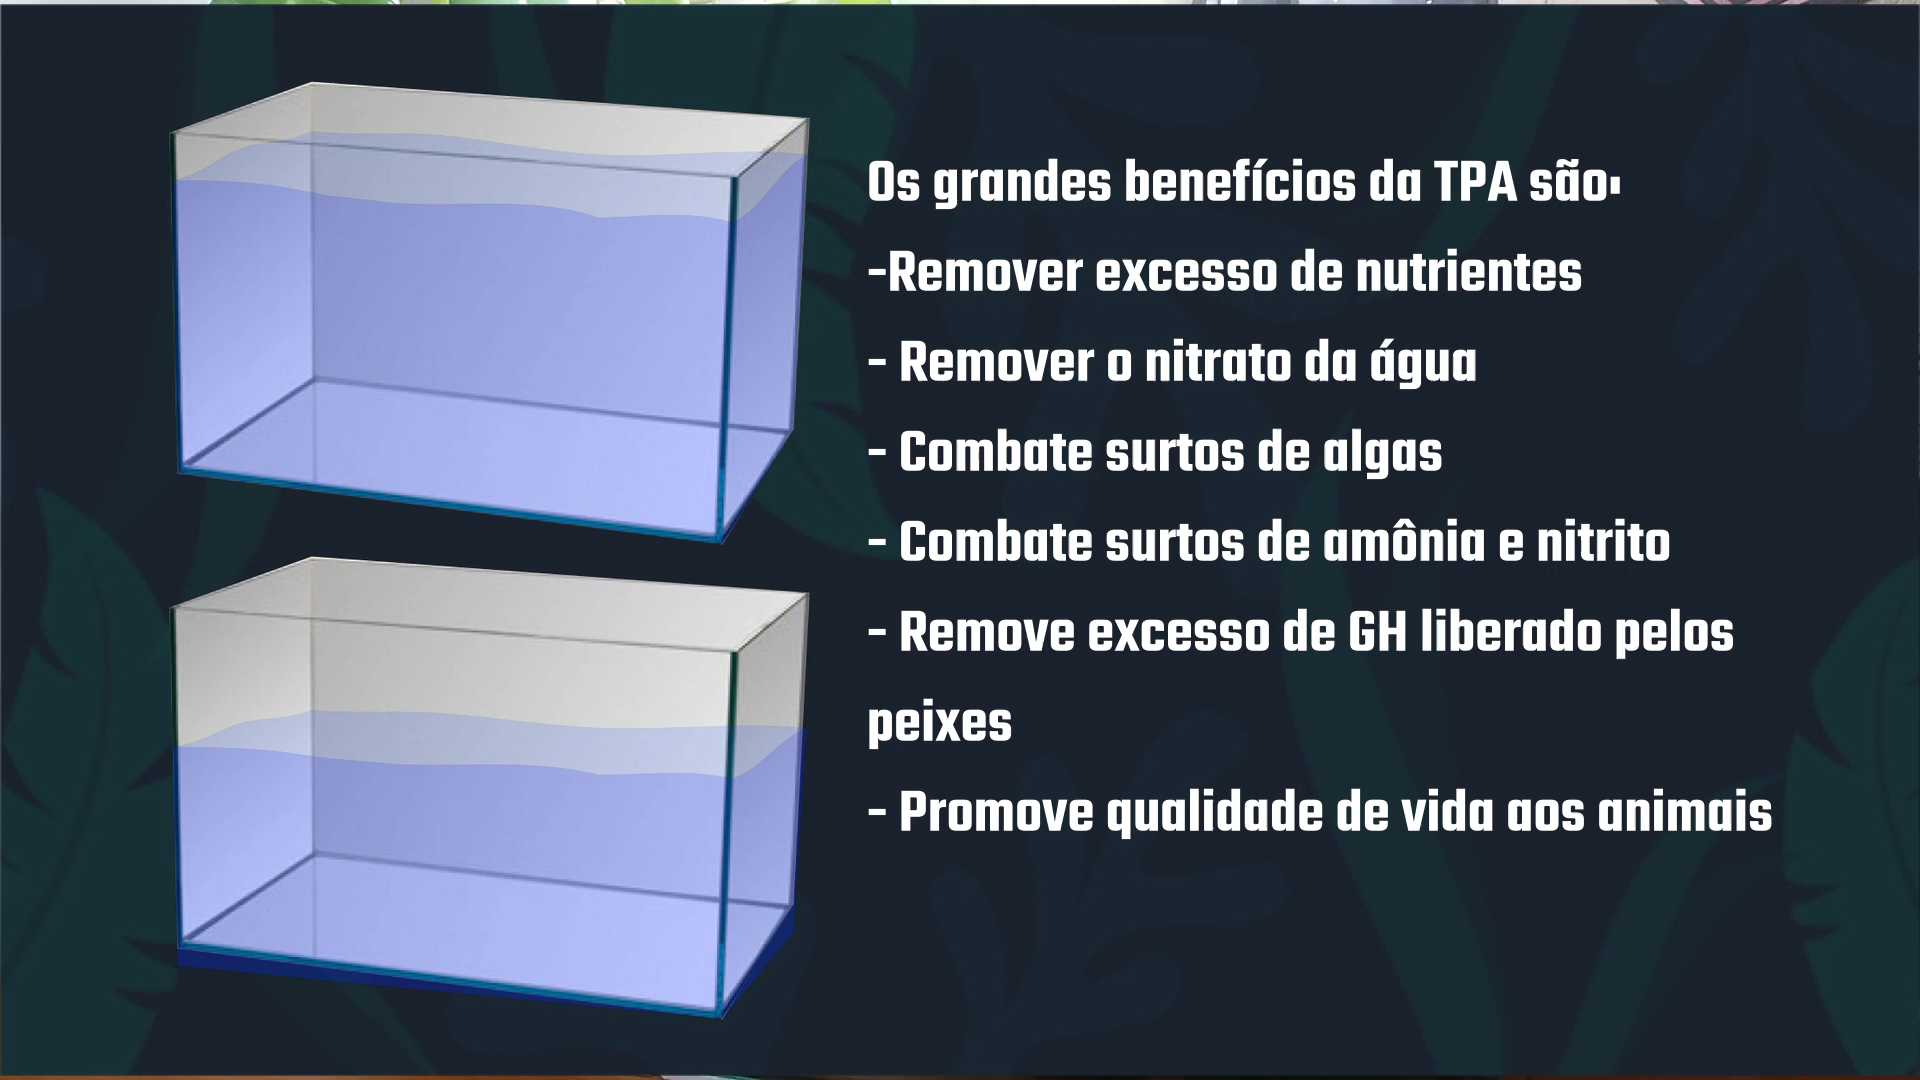 Os grandes benefícios da TPA são:
-Remover excesso de nutrientes
- Remover o nitrato da água
- Combate surtos de algas
- Combate surtos de amônia e nitrito
- Remove excesso de GH liberado pelos
peixes
- Promove qualidade de vida aos animais